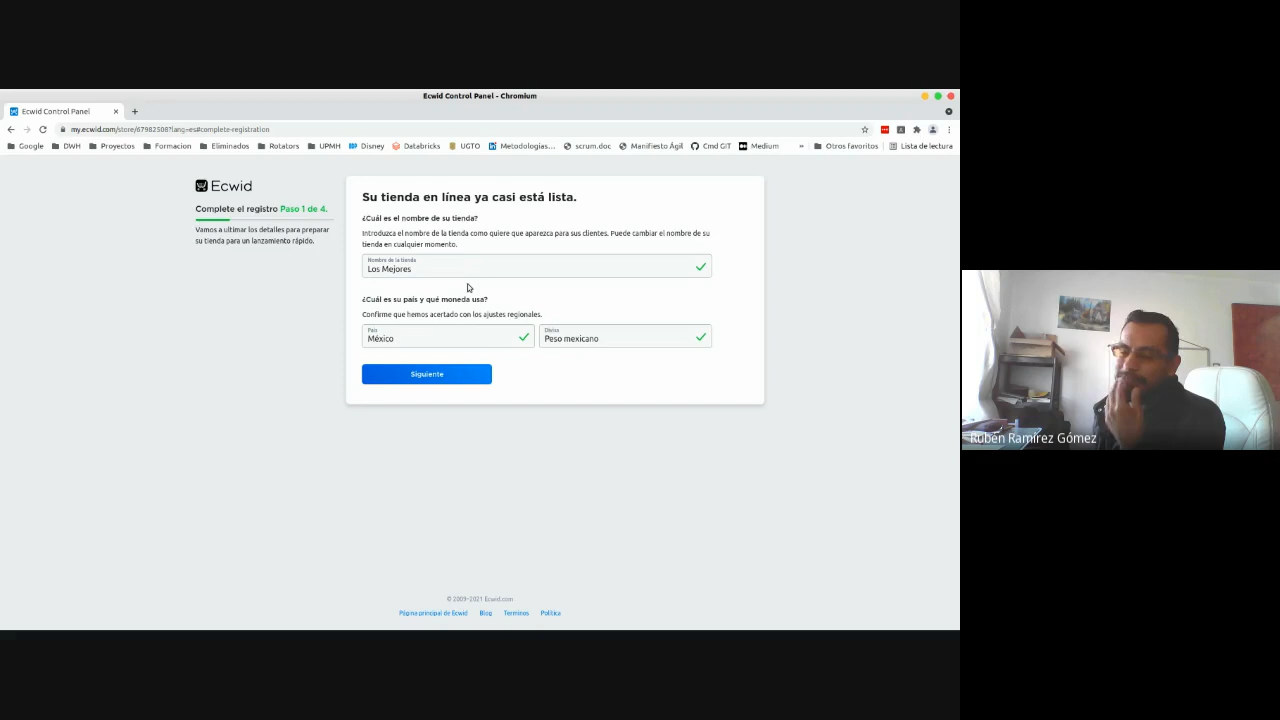 Ecwid Control Panel - Chromium
Ecwid Control Panel
my.ecwid.com/store/67982508?lang=es#complete-registration
Google DWH Proyectos Formacion Eliminados Rotators UPMH Disney Databricks UGTO Metodologías... scrum.doc Manifiesto Ágil Cmd GIT Medium » Otros favoritos Lista de lectura
Ecwid
Complete el registro Paso 1 de 4.
Vamos a ultimar los detalles para preparar
su tienda para un lanzamiento rápido.
Su tienda en línea ya casi está lista.
¿Cuál es el nombre de su tienda?
Introduzca el nombre de la tienda como quiere que aparezca para sus clientes. Puede cambiar el nombre de su
tienda en cualquier momento.
Nombre de la tienda
Los Mejores
¿Cuál es su país y qué moneda usa?
Confirme que hemos acertado con los ajustes regionales.
País Divisa
México Peso mexicano
Siguiente
© 2009–2021 Ecwid.com
Página principal de Ecwid Blog Terminos Política
Rubén Ramírez Gómez